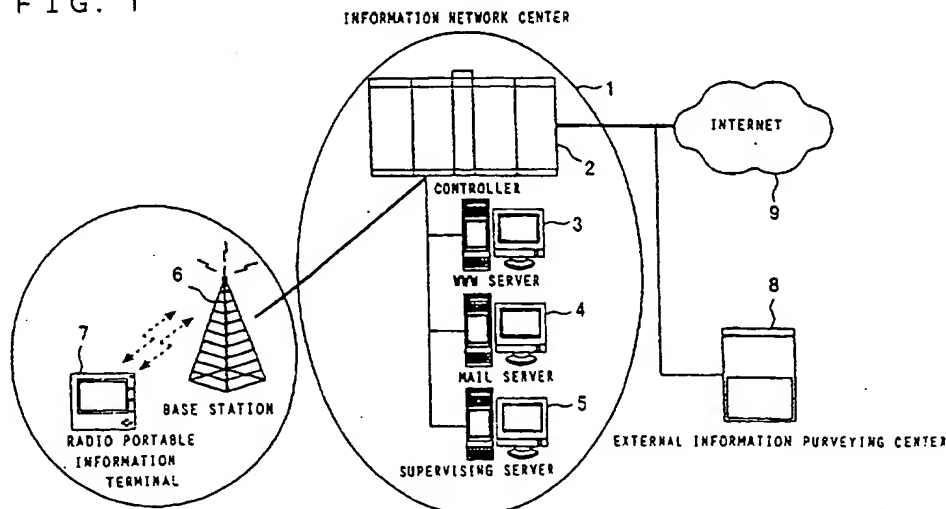 FIG. 1
INFORMATION NETWORK CENTER
1
INTERNET
2
CONTROLLER
9
3
WWW SERVER
6
8
7
4
MAIL SERVER
BASE STATION
5
RADIO PORTABLE
INFORMATION
TERMINAL
SUPERVISING SERVER
EXTERNAL INFORMATION PURVEYING CENTER